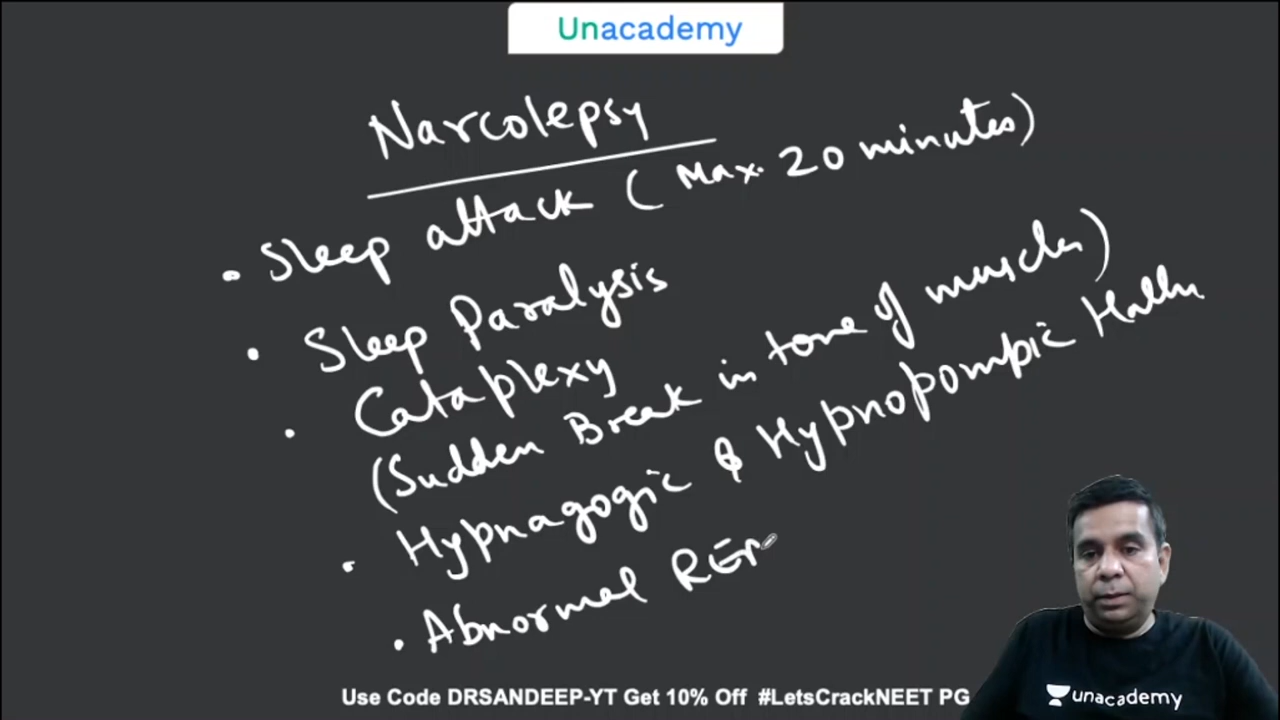 Unacademy
Narcolepsy
• Sleep attack ( Max. 20 minutes)
• Sleep Paralysis
• Cataplexy
(Sudden Break in tone of muscles)
• Hypnagogic & Hypnopompic Hallu
• Abnormal REM
Use Code DRSANDEEP-YT Get 10% Off #LetsCrackNEET PG
unacademy